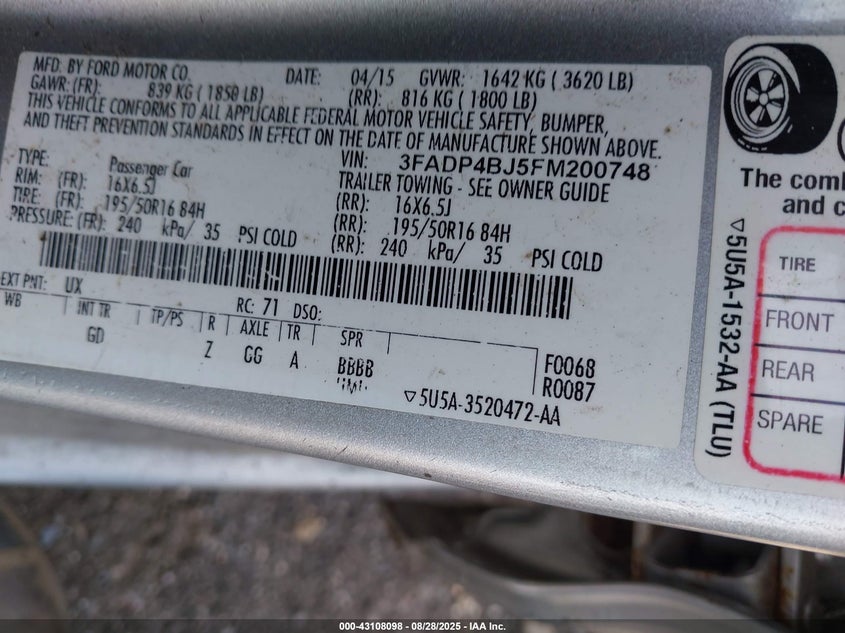 MFD. BY FORD MOTOR CO.
DATE: 04/15 GVWR: 1642 KG ( 3620 LB)
GAWR: (FR): 839 KG ( 1850 LB) (RR): 816 KG ( 1800 LB)
THIS VEHICLE CONFORMS TO ALL APPLICABLE FEDERAL MOTOR VEHICLE SAFETY, BUMPER,
AND THEFT PREVENTION STANDARDS IN EFFECT ON THE DATE OF MANUFACTURE SHOWN ABOVE.
VIN: 3FADP4BJ5FM200748
TYPE: Passenger Car TRAILER TOWING - SEE OWNER GUIDE
RIM: (FR): 16X6.5J (RR): 16X6.5J
TIRE: (FR): 195/50R16 84H (RR): 195/50R16 84H
PRESSURE: (FR): 240 kPa/ 35 PSI COLD (RR): 240 kPa/ 35 PSI COLD
EXT PNT: UX RC: 71 DSO:
WB INT TR TP/PS R AXLE TR SPR
GD Z CG A BBBB
F0068
R0087
▽5U5A-3520472-AA
The comb
and c
▽5U5A-1532-AA (TLU)
TIRE
FRONT
REAR
SPARE
000-43108098 - 08/28/2025 - IAA Inc.